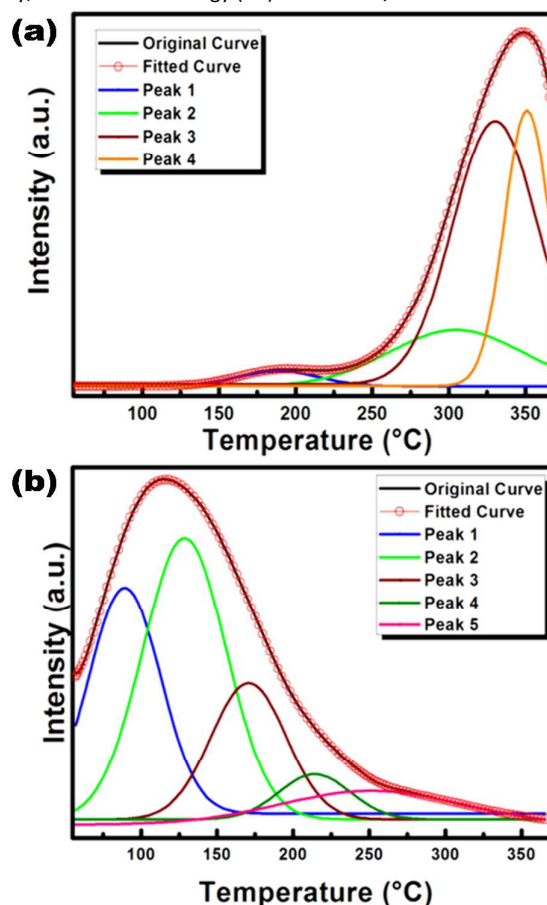 (a)
Original Curve
Fitted Curve
Peak 1
Peak 2
Peak 3
Peak 4
Intensity (a.u.)
100 150 200 250 300 350
Temperature (°C)
(b)
Original Curve
Fitted Curve
Peak 1
Peak 2
Peak 3
Peak 4
Peak 5
Intensity (a.u.)
100 150 200 250 300 350
Temperature (°C)